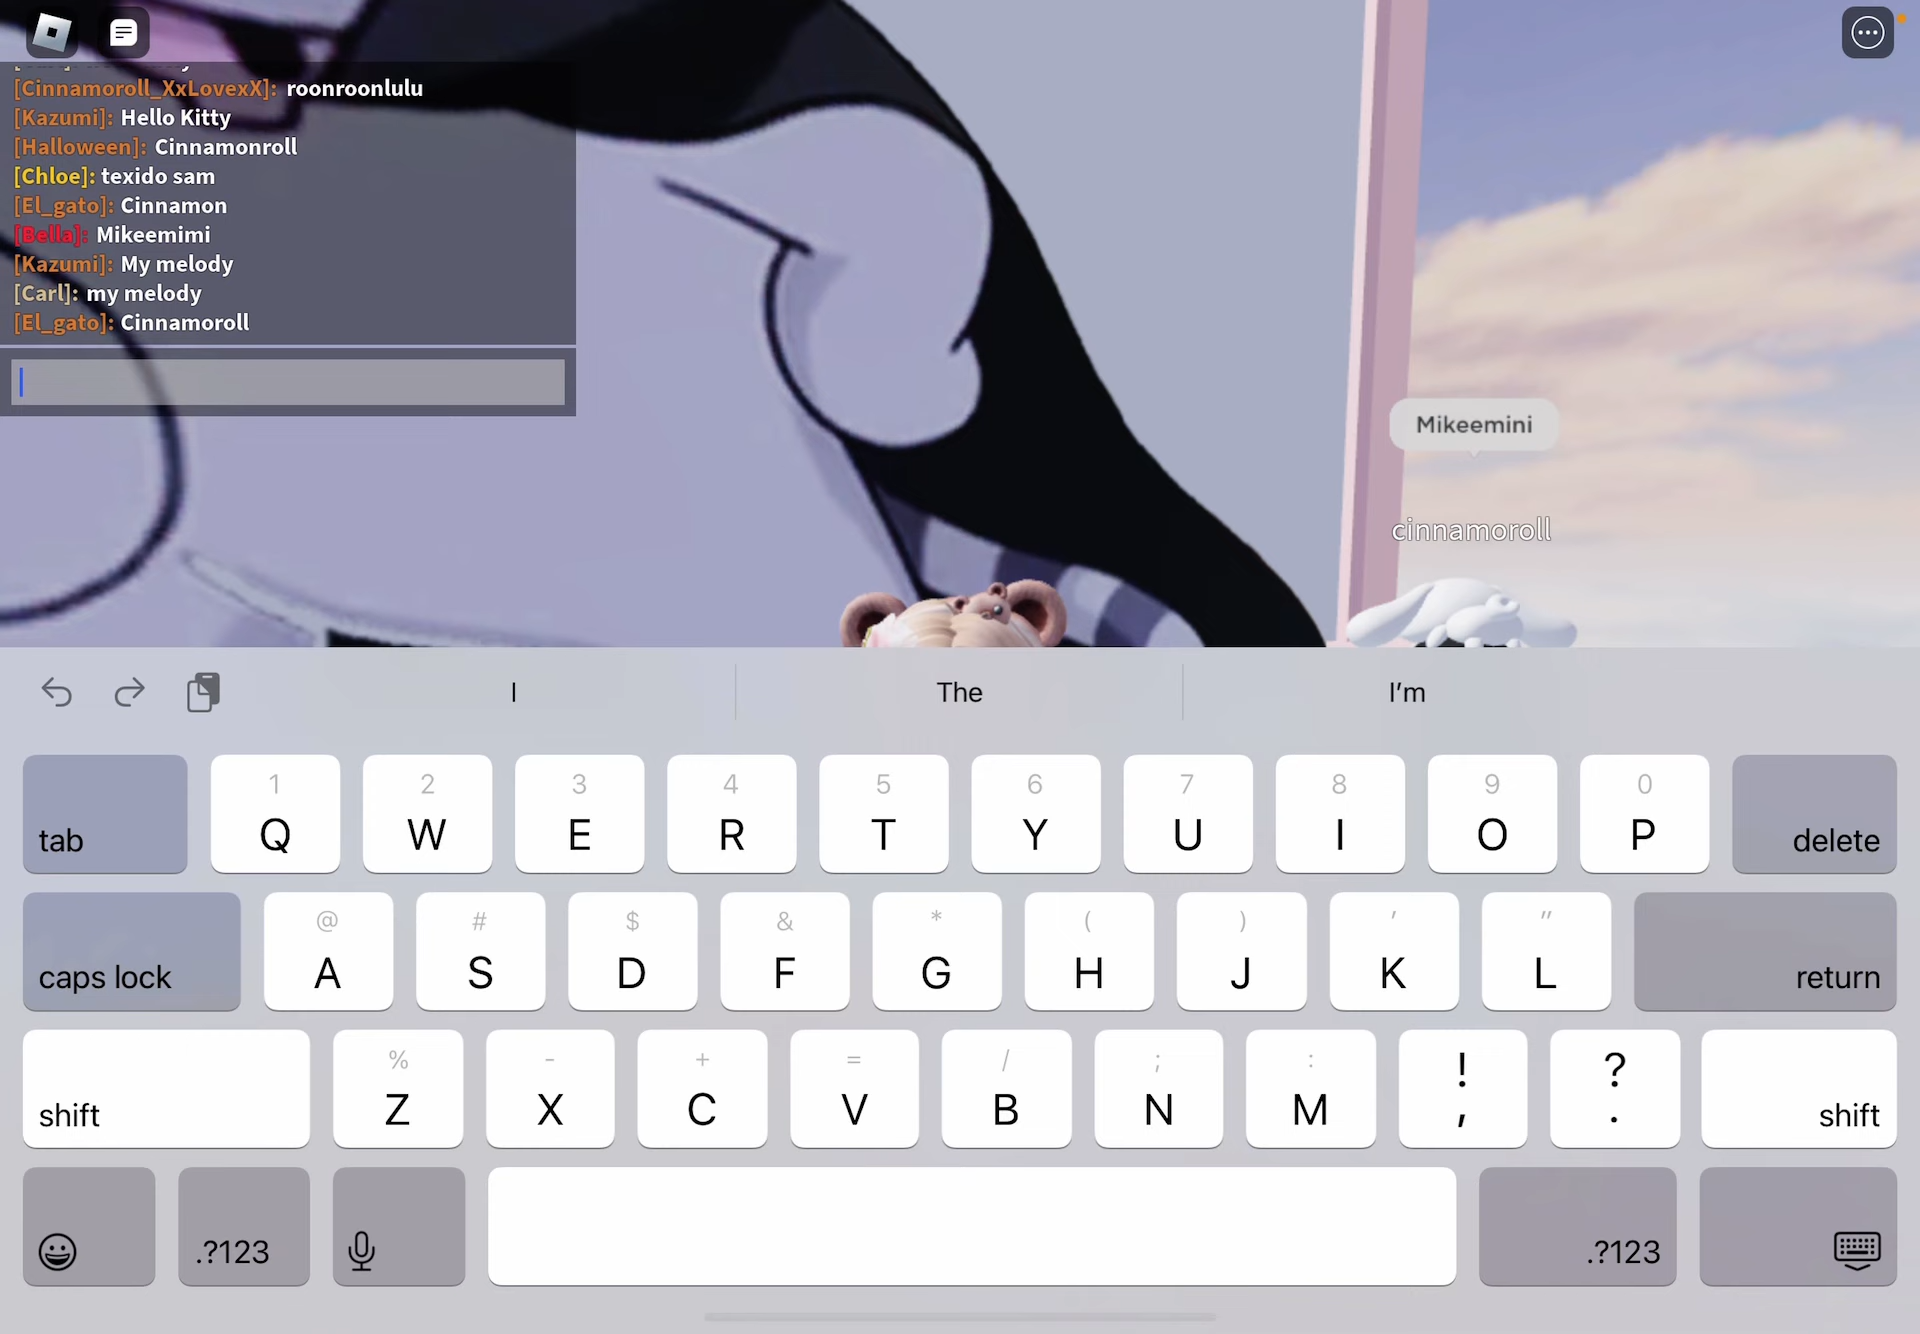 [Cinnamoroll_XxLovexX]: roonroonlulu
[Kazumi]: Hello Kitty
[Halloween]: Cinnamonroll
[Chloe]: texido sam
[El_gato]: Cinnamon
[Bella]: Mikeemimi
[Kazumi]: My melody
[Carl]: my melody
[El_gato]: Cinnamoroll
Mikeemini
cinnamoroll
I The I'm
1 2 3 4 5 6 7 8 9 0
tab Q W E R T Y U I O P delete
@ # $ & * ( ) ' "
caps lock A S D F G H J K L return
% - + = / ; : ! ?
shift Z X C V B N M , . shift
.?123 .?123